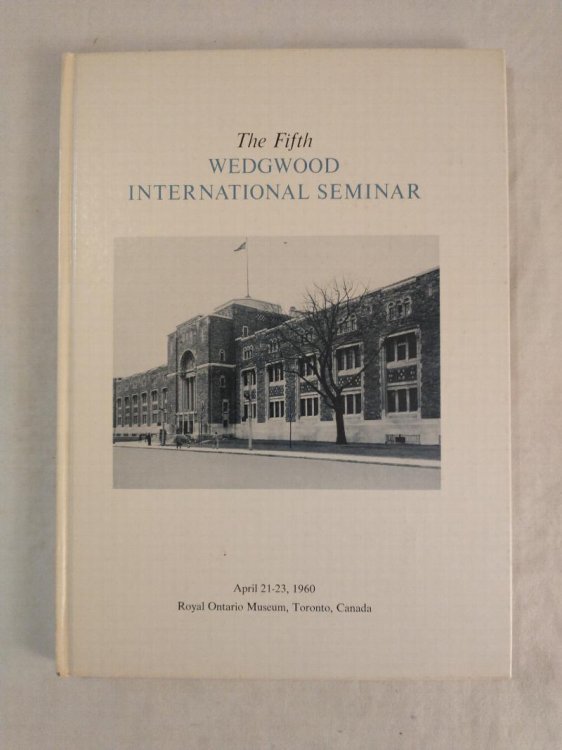 The Fifth
WEDGWOOD
INTERNATIONAL SEMINAR
April 21-23, 1960
Royal Ontario Museum, Toronto, Canada